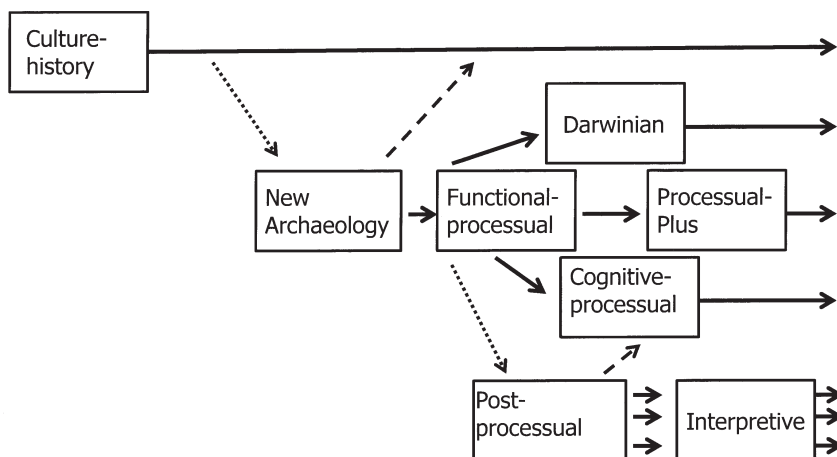 Culture-
history
Darwinian
New
Archaeology
Functional-
processual
Processual-
Plus
Cognitive-
processual
Post-
processual
Interpretive